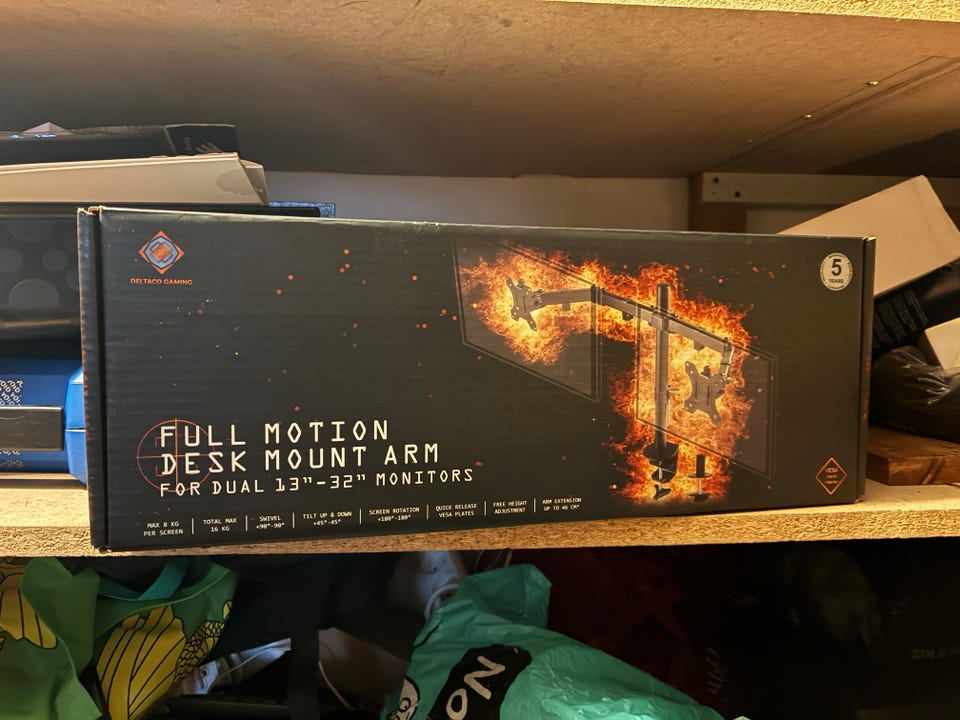 DELTACO GAMING
5
YEARS
FULL MOTION
DESK MOUNT ARM
FOR DUAL 13"-32" MONITORS
MAX 8 KG
PER SCREEN
TOTAL MAX
16 KG
SWIVEL
+90°-90°
TILT UP & DOWN
+45°-45°
SCREEN ROTATION
+180°-180°
QUICK RELEASE
VESA PLATES
FREE HEIGHT
ADJUSTMENT
ARM EXTENSION
UP TO 46 CM*
VESA
ON